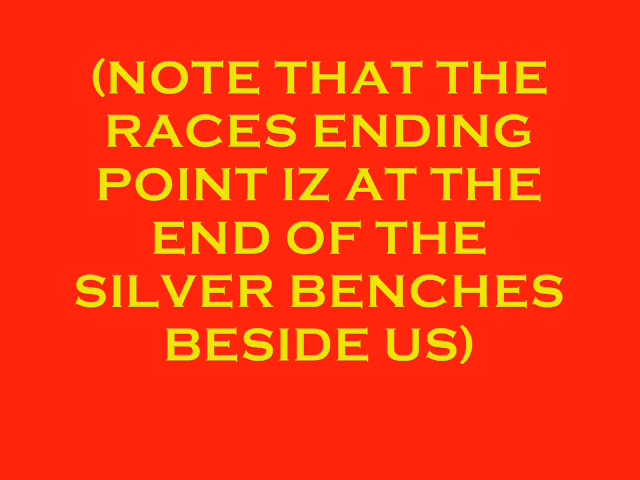 (NOTE THAT THE
RACES ENDING
POINT IZ AT THE
END OF THE
SILVER BENCHES
BESIDE US)